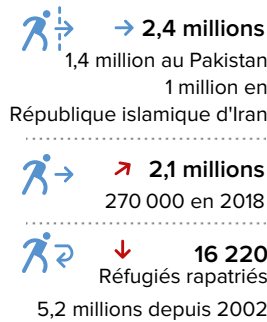 2,4 millions
1,4 million au Pakistan
1 million en
République islamique d'Iran
2,1 millions
270 000 en 2018
16 220
Réfugiés rapatriés
5,2 millions depuis 2002